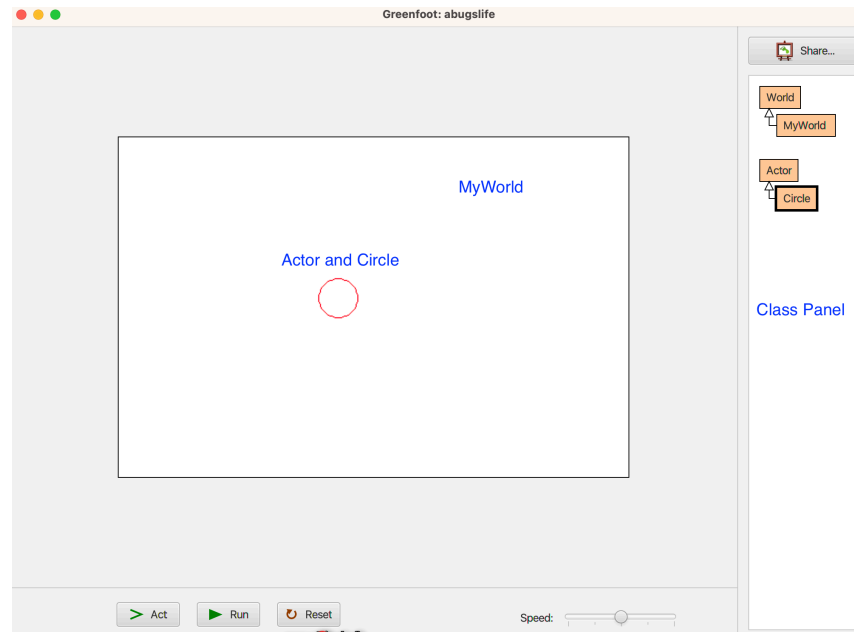 Greenfoot: abugslife
Share...
World
MyWorld
MyWorld
Actor
Circle
Actor and Circle
Class Panel
Act
Run
Reset
Speed: